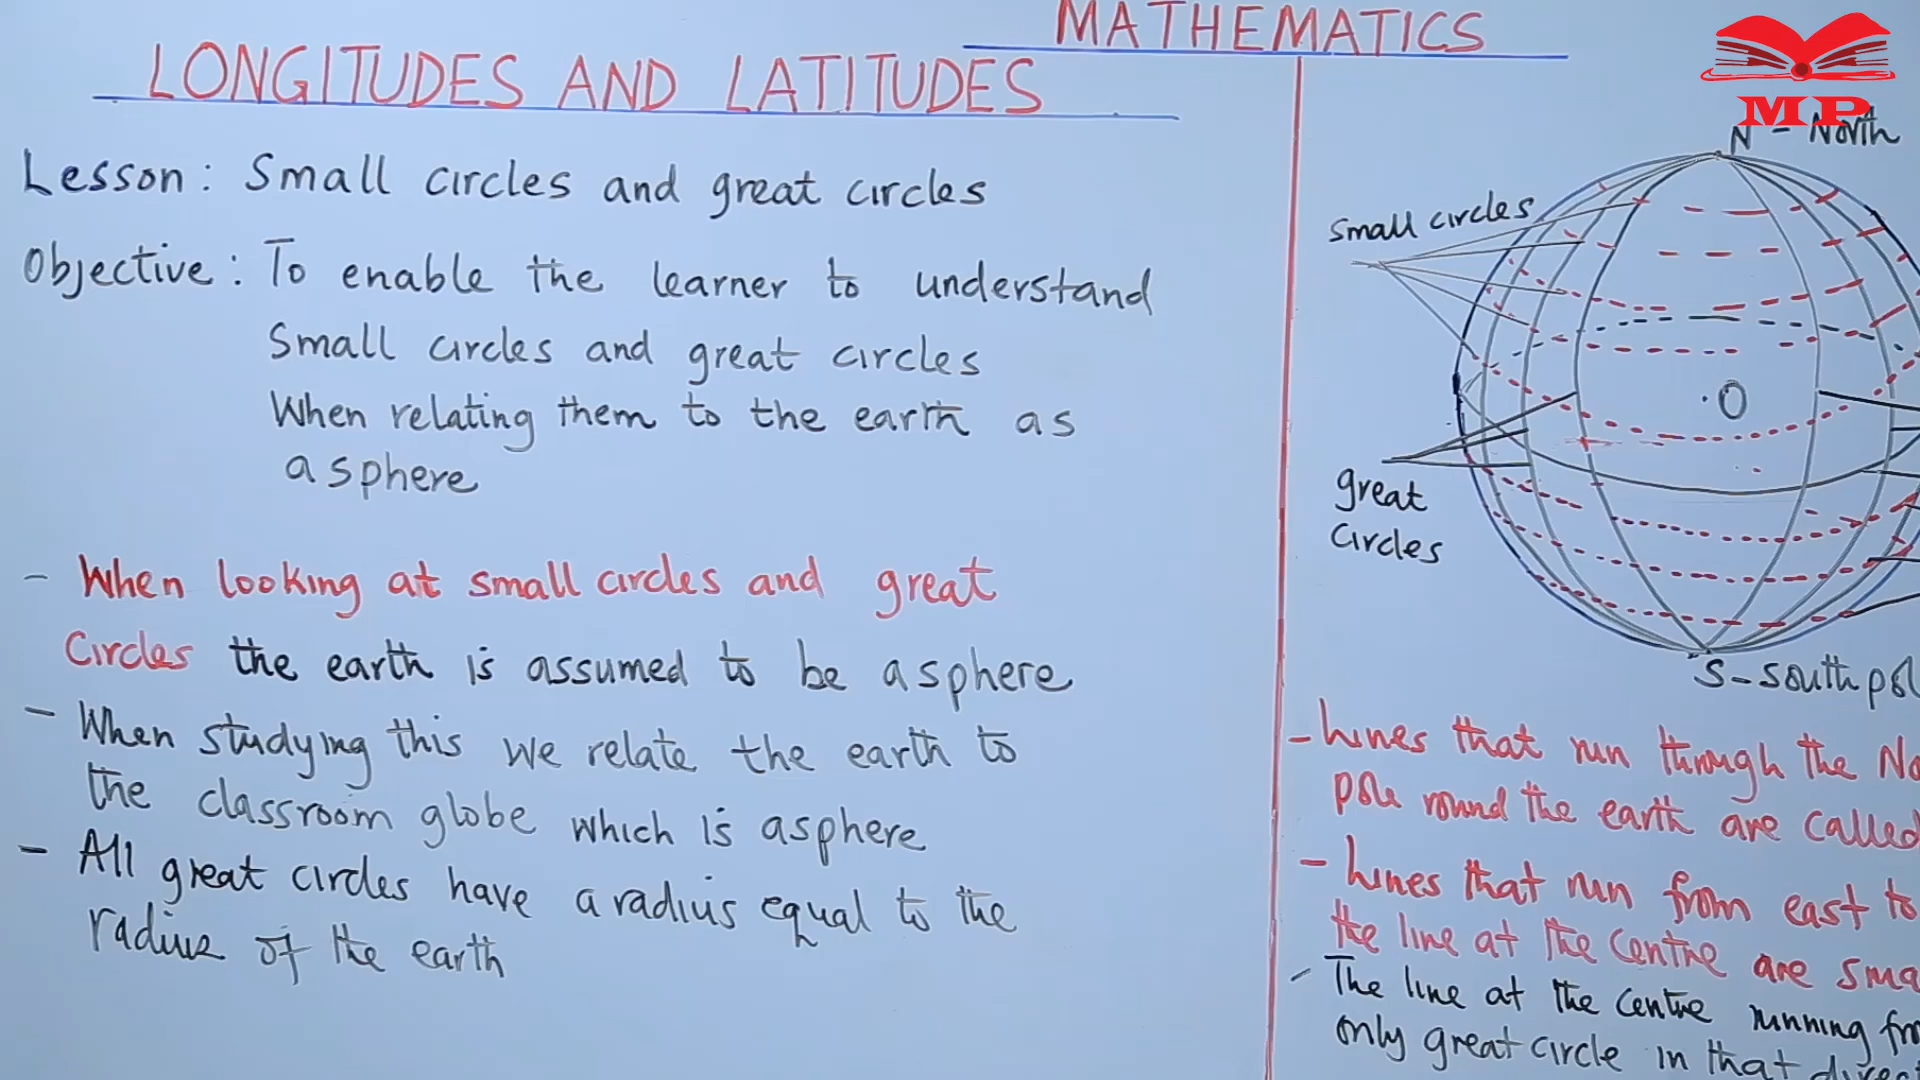 MATHEMATICS
LONGITUDES AND LATITUDES
Lesson: Small circles and great circles
Objective: To enable the learner to understand
Small circles and great circles
When relating them to the earth as
a sphere
- When looking at small circles and great
Circles the earth is assumed to be a sphere
- When studying this we relate the earth to
the classroom globe which is a sphere
- All great circles have a radius equal to the
radius of the earth
MP
N - North
Small circles
.O
great
Circles
S - South
- Lines that run through the
pole round the earth are called
- Lines that run from east to
the line at the centre are
- The line at the centre running
only great circle in that